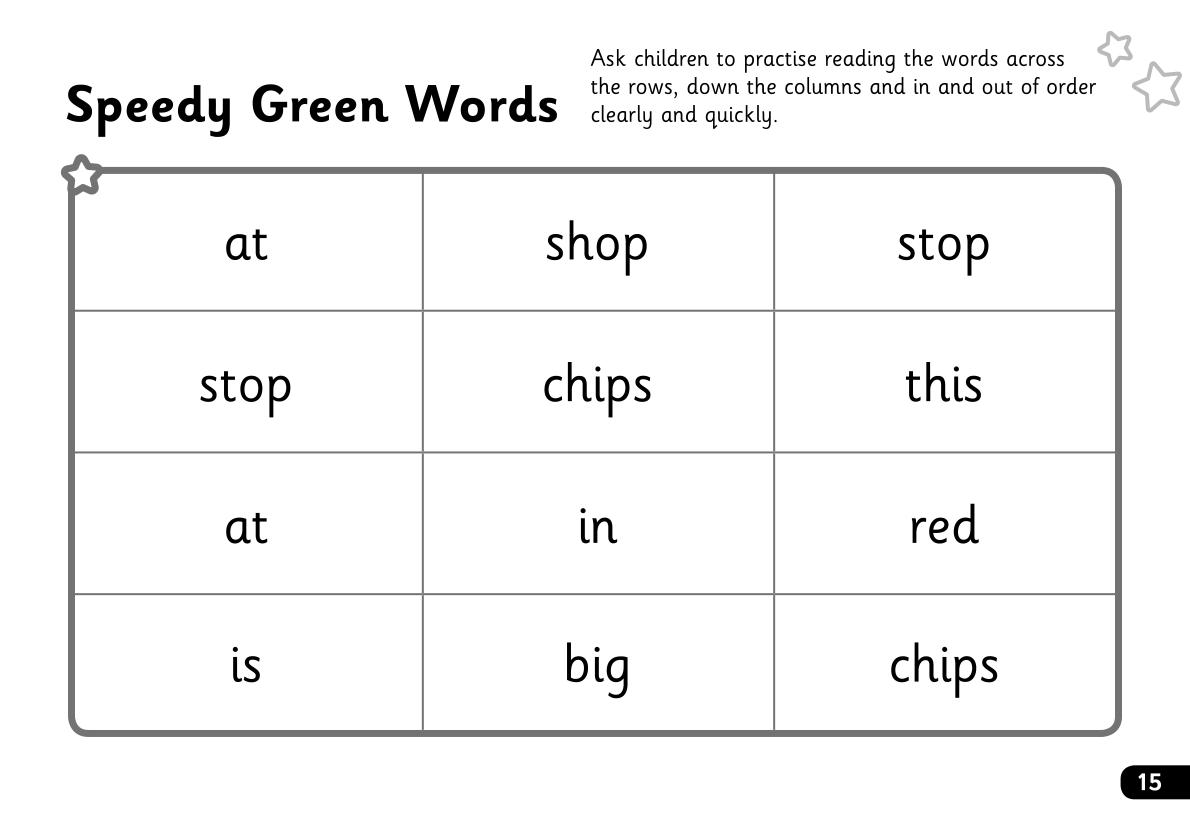 Speedy Green Words
Ask children to practise reading the words across
the rows, down the columns and in and out of order
clearly and quickly.
at shop stop
stop chips this
at in red
is big chips
15